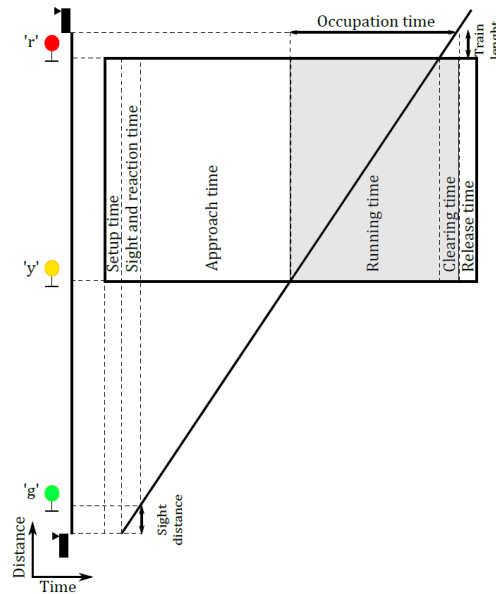 Occupation time
'r'
Train
lenght
Setup time
Sight and reaction time
Approach time
Running time
Clearing time
Release time
'y'
'g'
Sight
distance
Distance
Time